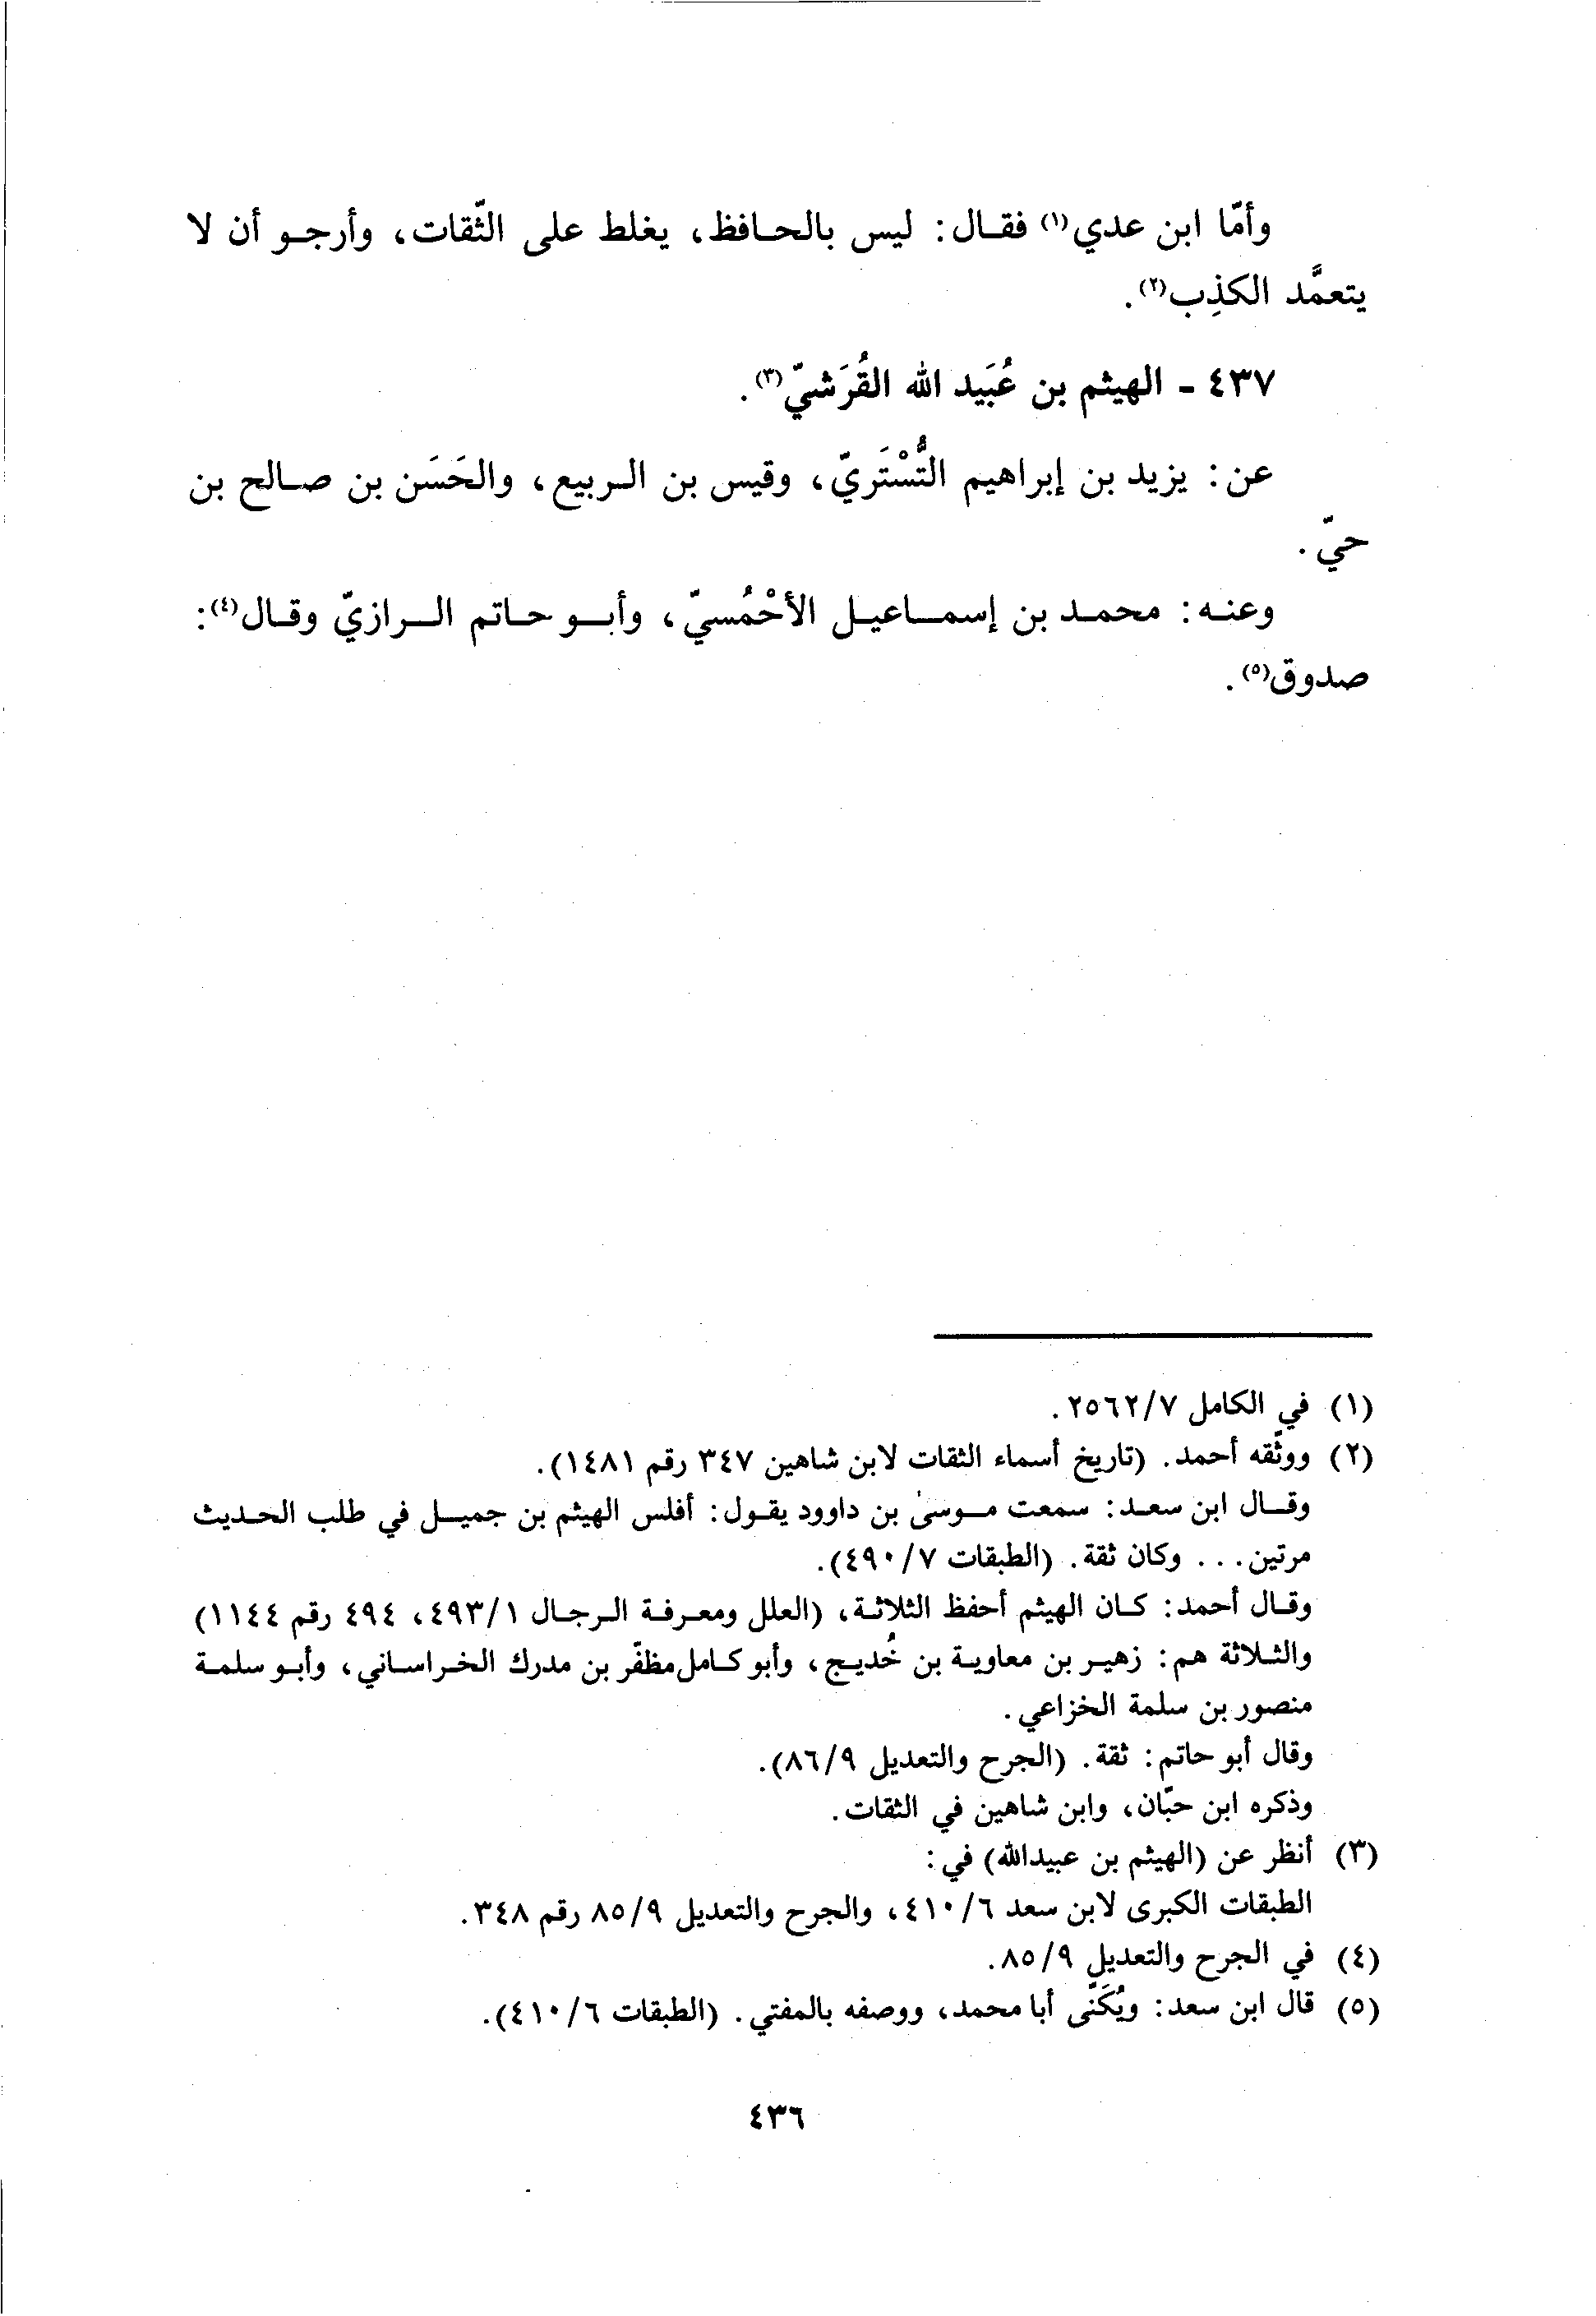 وأمّا ابن عدي(١) فقال: ليس بالحافظ، يغلط على الثّقات، وأرجو أن لا
يتعمَّد الكذِب(٢).
٤٣٧ - الهيثم بن عُبَيد الله القُرَشيّ(٣).
عن: يزيد بن إبراهيم التُّسْتَريّ، وقيس بن الربيع، والحَسَن بن صالح بن
حيّ.
وعنه: محمد بن إسماعيل الأحْمُسيّ، وأبو حاتم الرازيّ وقال(٤):
صدوق(٥).
(١) في الكامل ٢٥٦٢/٧.
(٢) ووثّقه أحمد. (تاريخ أسماء الثقات لابن شاهين ٣٤٧ رقم ١٤٨١).
وقال ابن سعد: سمعت موسىٰ بن داوود يقول: أفلس الهيثم بن جميل في طلب الحديث
مرتين... وكان ثقة. (الطبقات ٤٩٠/٧).
وقال أحمد: كان الهيثم أحفظ الثلاثة، (العلل ومعرفة الرجال ٤٩٣/١، ٤٩٤ رقم ١١٤٤)
والثلاثة هم: زهير بن معاوية بن خُديج، وأبو كامل مظفّر بن مدرك الخراساني، وأبو سلمة
منصور بن سلمة الخزاعي.
وقال أبو حاتم: ثقة. (الجرح والتعديل ٨٦/٩).
وذكره ابن حبّان، وابن شاهين في الثقات.
(٣) أنظر عن (الهيثم بن عبيدالله) في:
الطبقات الكبرى لابن سعد ٤١٠/٦، والجرح والتعديل ٨٥/٩ رقم ٣٤٨.
(٤) في الجرح والتعديل ٨٥/٩.
(٥) قال ابن سعد: ويُكَنَّى أبا محمد، ووصفه بالمفتي. (الطبقات ٤١٠/٦).
٤٣٦